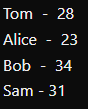 Tom  -  28
Alice  -  23
Bob  -  34
Sam - 31